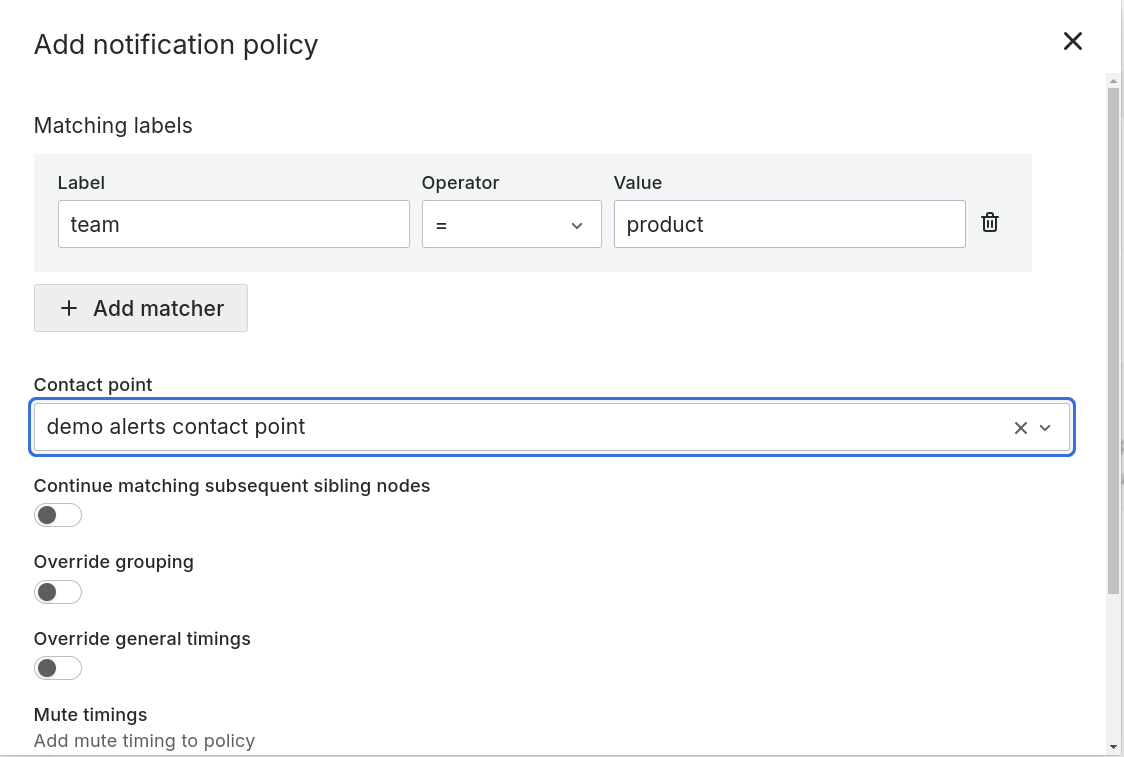 Add notification policy
Matching labels
Label Operator Value
team = product
Add matcher
Contact point
demo alerts contact point
Continue matching subsequent sibling nodes
Override grouping
Override general timings
Mute timings
Add mute timing to policy